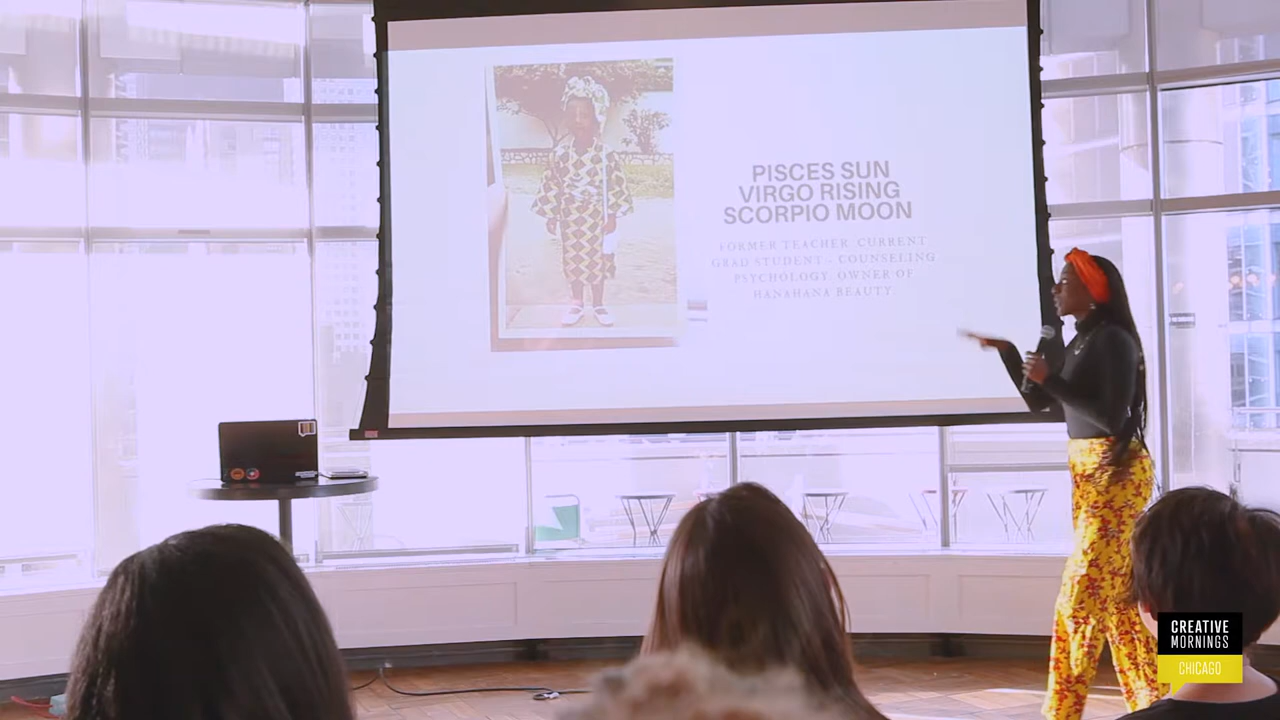 PISCES SUN
VIRGO RISING
SCORPIO MOON
FORMER TEACHER. CURRENT
GRAD STUDENT - COUNSELING
PSYCHOLOGY. OWNER OF
HANAHANA BEAUTY.
CREATIVE
MORNINGS
CHICAGO